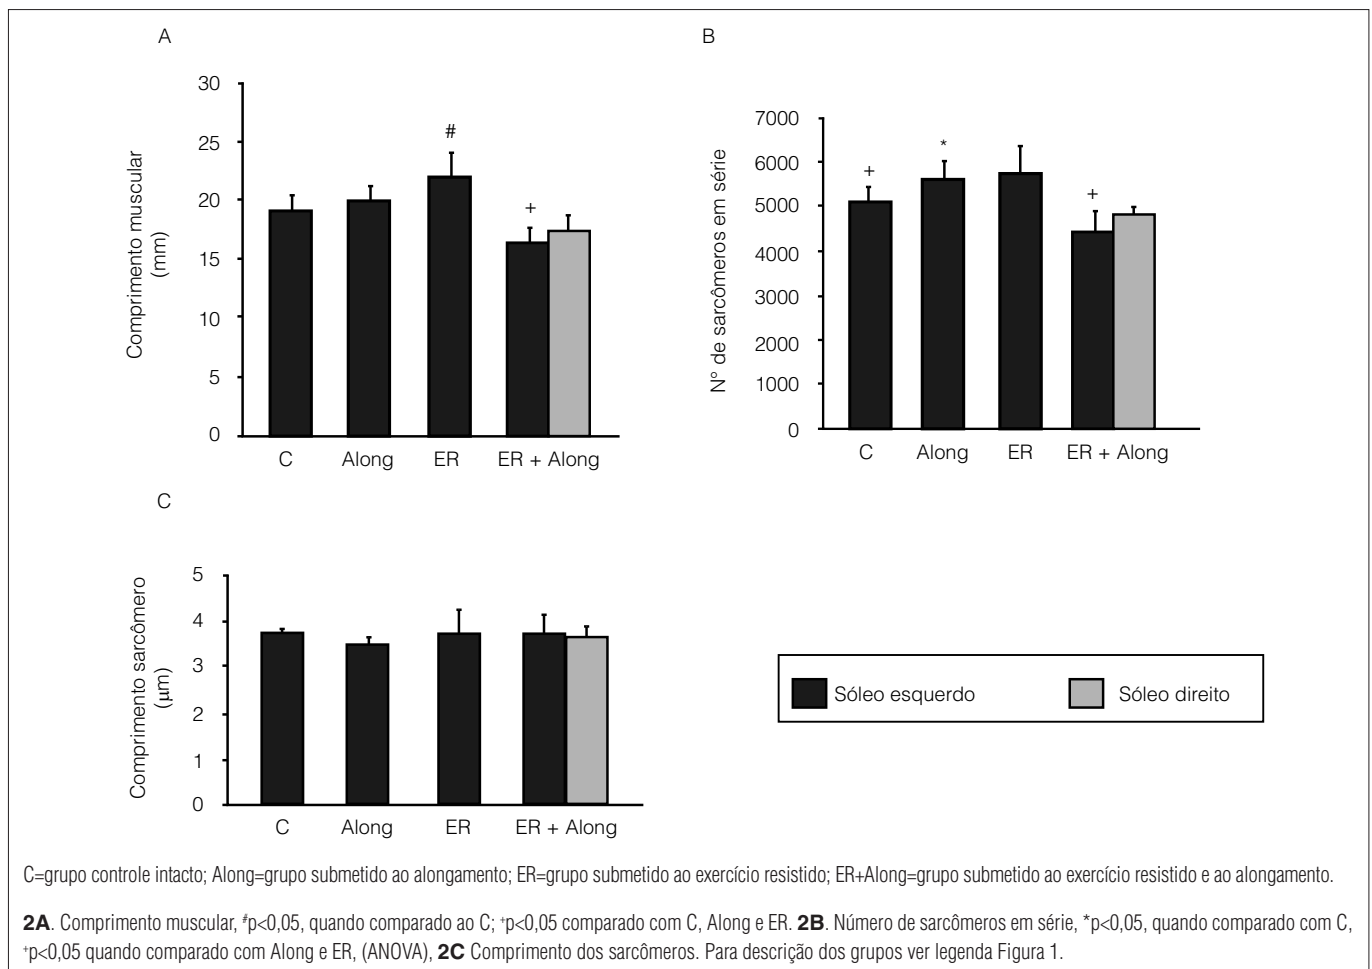 A
30
25
20
15
10
5
0
Comprimento muscular
(mm)
#
+
C Along ER ER + Along
B
7000
6000
5000
4000
3000
2000
1000
0
N° de sarcômeros em série
+
*
+
C Along ER ER + Along
C
5
4
3
2
1
0
Comprimento sarcômero
(μm)
C Along ER ER + Along
Sóleo esquerdo Sóleo direito
C=grupo controle intacto; Along=grupo submetido ao alongamento; ER=grupo submetido ao exercício resistido; ER+Along=grupo submetido ao exercício resistido e ao alongamento.
2A. Comprimento muscular, #p<0,05, quando comparado ao C; +p<0,05 comparado com C, Along e ER. 2B. Número de sarcômeros em série, *p<0,05, quando comparado com C,
+p<0,05 quando comparado com Along e ER, (ANOVA), 2C Comprimento dos sarcômeros. Para descrição dos grupos ver legenda Figura 1.